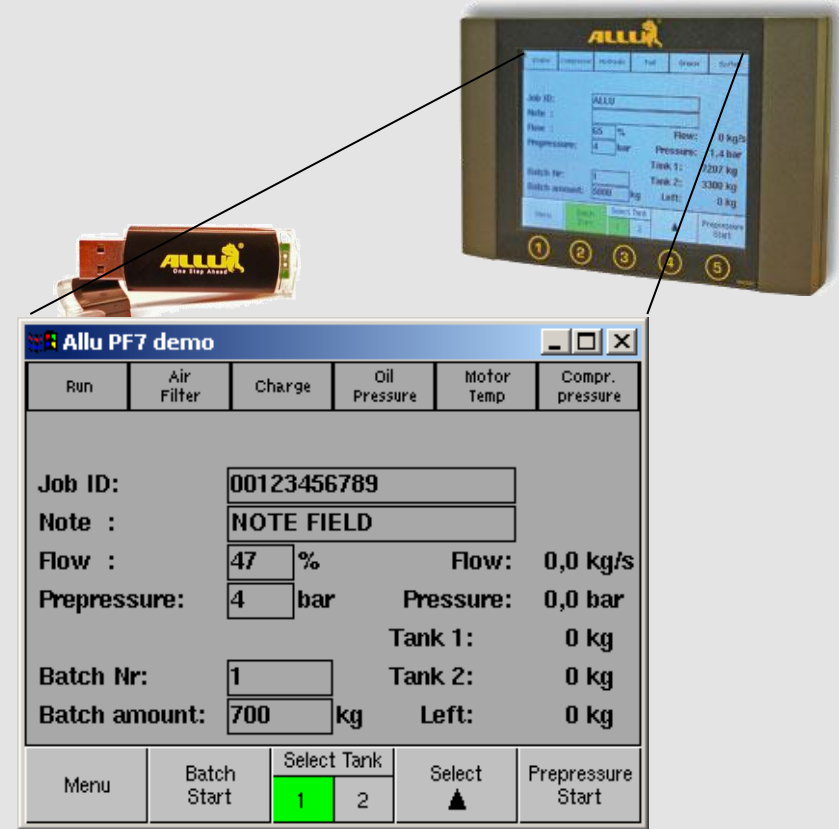 ALLU
Job ID: ALLU
Note :
Flow : 65 % Flow: 0 kg/s
Prepressure: 4 bar Pressure: 1,4 bar
Tank 1: 7207 kg
Batch Nr: 1 Tank 2: 3300 kg
Batch amount: 5000 kg Left: 0 kg
Menu Batch Start Select Tank 1 2 ▲ Prepressure Start
1 2 3 4 5
ALLU
One Step Ahead
Allu PF7 demo
Run Air Filter Charge Oil Pressure Motor Temp Compr. pressure
Job ID: 00123456789
Note : NOTE FIELD
Flow : 47 % Flow: 0,0 kg/s
Prepressure: 4 bar Pressure: 0,0 bar
Tank 1: 0 kg
Batch Nr: 1 Tank 2: 0 kg
Batch amount: 700 kg Left: 0 kg
Menu Batch Start Select Tank 1 2 Select ▲ Prepressure Start